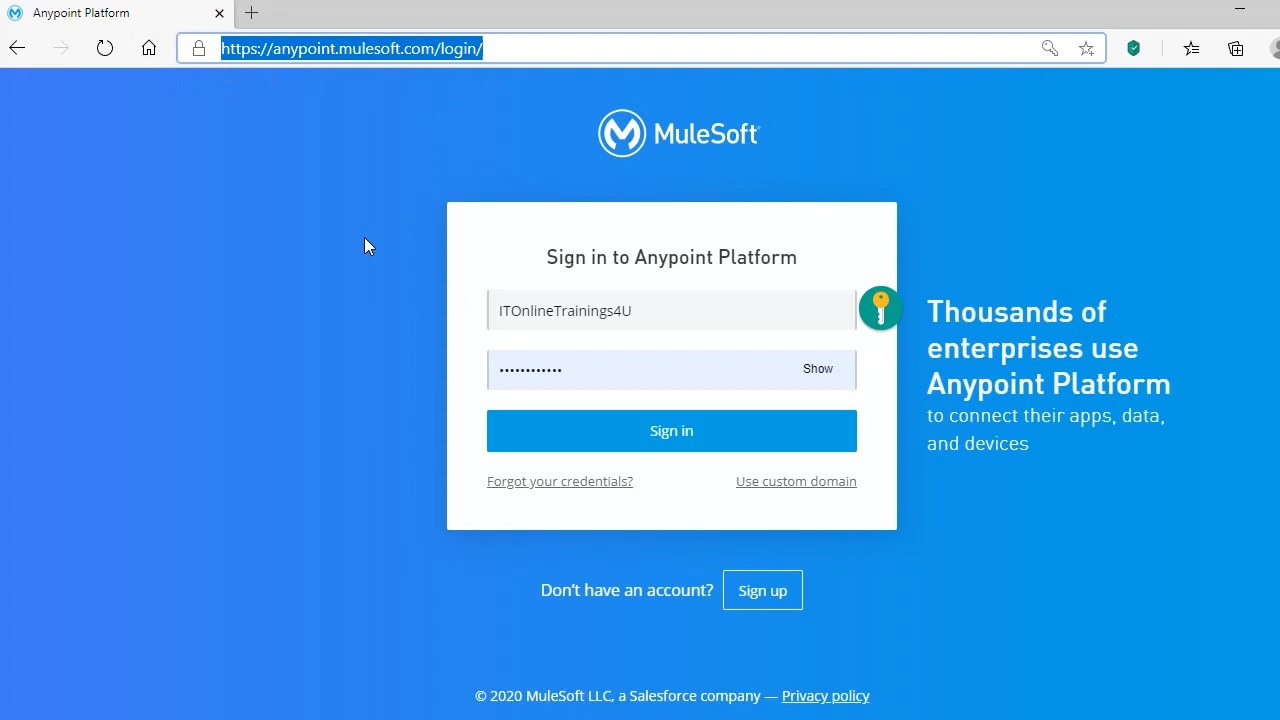 Anypoint Platform
https://anypoint.mulesoft.com/login/
MuleSoft
Sign in to Anypoint Platform
ITOnlineTrainings4U
•••••••••••• Show
Sign in
Forgot your credentials? Use custom domain
Thousands of
enterprises use
Anypoint Platform
to connect their apps, data,
and devices
Don't have an account? Sign up
© 2020 MuleSoft LLC, a Salesforce company — Privacy policy